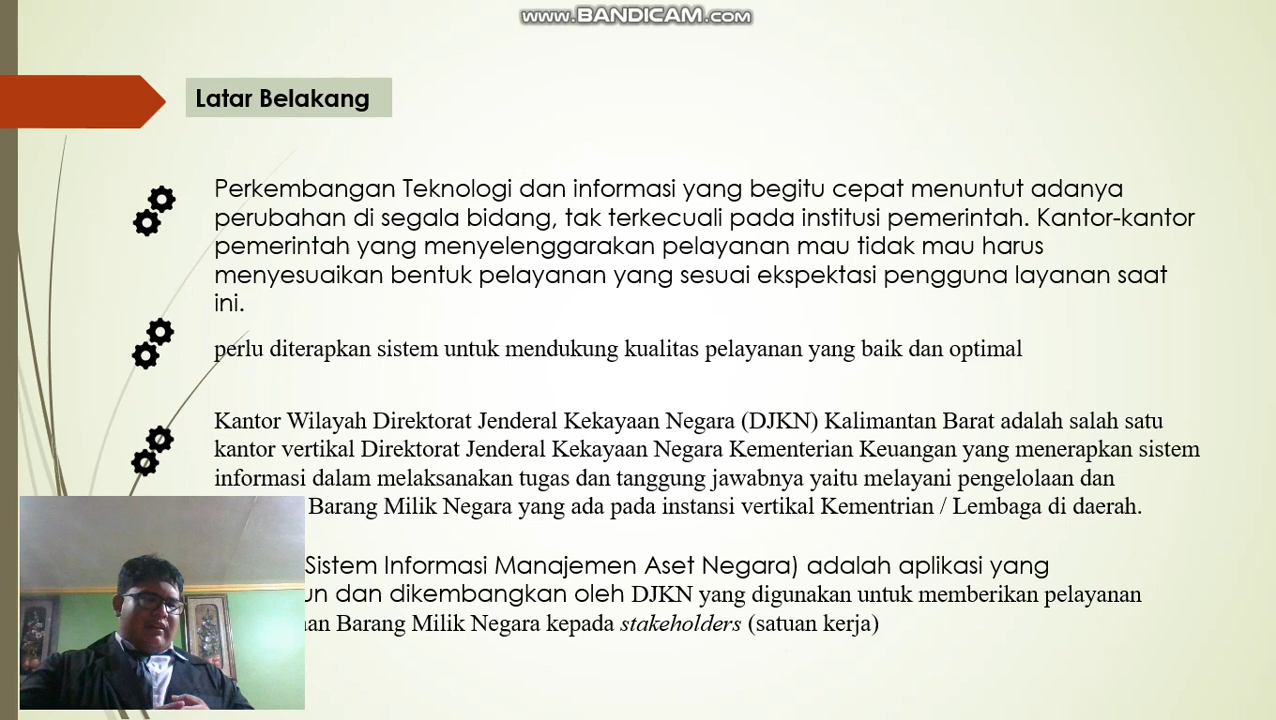 www.BANDICAM.com
Latar Belakang
Perkembangan Teknologi dan informasi yang begitu cepat menuntut adanya
perubahan di segala bidang, tak terkecuali pada institusi pemerintah. Kantor-kantor
pemerintah yang menyelenggarakan pelayanan mau tidak mau harus
menyesuaikan bentuk pelayanan yang sesuai ekspektasi pengguna layanan saat
ini.
perlu diterapkan sistem untuk mendukung kualitas pelayanan yang baik dan optimal
Kantor Wilayah Direktorat Jenderal Kekayaan Negara (DJKN) Kalimantan Barat adalah salah satu
kantor vertikal Direktorat Jenderal Kekayaan Negara Kementerian Keuangan yang menerapkan sistem
informasi dalam melaksanakan tugas dan tanggung jawabnya yaitu melayani pengelolaan dan
Barang Milik Negara yang ada pada instansi vertikal Kementrian / Lembaga di daerah.
Sistem Informasi Manajemen Aset Negara) adalah aplikasi yang
dan dikembangkan oleh DJKN yang digunakan untuk memberikan pelayanan
Barang Milik Negara kepada stakeholders (satuan kerja)